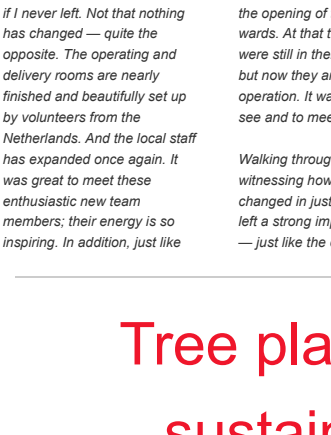 if I never left. Not that nothing
has changed — quite the
opposite. The operating and
delivery rooms are nearly
finished and beautifully set up
by volunteers from the
Netherlands. And the local staff
has expanded once again. It
was great to meet these
enthusiastic new team
members; their energy is so
inspiring. In addition, just like
the opening of
wards. At that
were still in
but now they
operation. It
see and to

witnessing how
changed in just
left a strong
— just like the
Tree